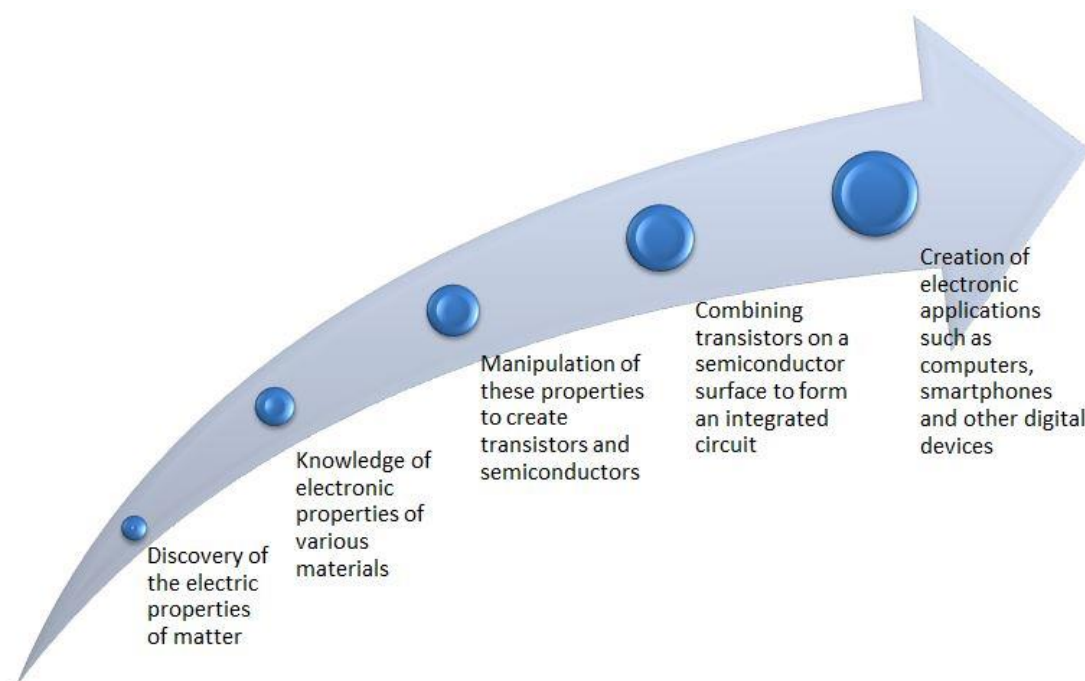 Discovery of
the electric
properties
of matter
Knowledge of
electronic
properties of
various
materials
Manipulation of
these properties
to create
transistors and
semiconductors
Combining
transistors on a
semiconductor
surface to form
an integrated
circuit
Creation of
electronic
applications
such as
computers,
smartphones
and other digital
devices